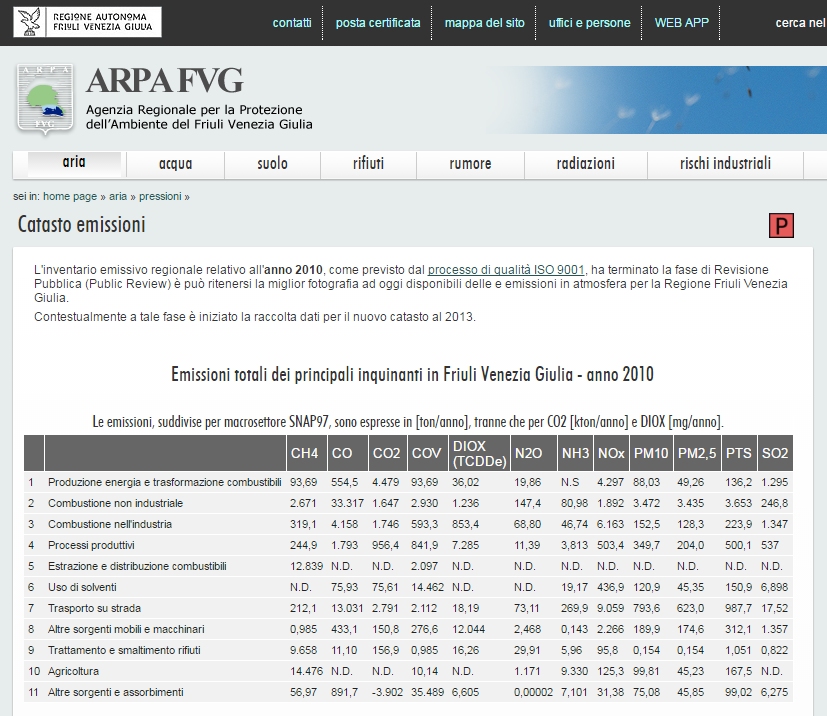 REGIONE AUTONOMA
FRIULI VENEZIA GIULIA
contatti posta certificata mappa del sito uffici e persone WEB APP cerca nel
ARPA
FVG
ARPA FVG
Agenzia Regionale per la Protezione
dell'Ambiente del Friuli Venezia Giulia
aria acqua suolo rifiuti rumore radiazioni rischi industriali
sei in: home page » aria » pressioni »
Catasto emissioni
P
L'inventario emissivo regionale relativo all'anno 2010, come previsto dal processo di qualità ISO 9001, ha terminato la fase di Revisione
Pubblica (Public Review) è può ritenersi la miglior fotografia ad oggi disponibili delle e emissioni in atmosfera per la Regione Friuli Venezia
Giulia.
Contestualmente a tale fase è iniziato la raccolta dati per il nuovo catasto al 2013.
Emissioni totali dei principali inquinanti in Friuli Venezia Giulia - anno 2010
Le emissioni, suddivise per macrosettore SNAP97, sono espresse in [ton/anno], tranne che per CO2 [kton/anno] e DIOX [mg/anno].
CH4 CO CO2 COV DIOX (TCDDe) N2O NH3 NOx PM10 PM2,5 PTS SO2
1 Produzione energia e trasformazione combustibili 93,69 554,5 4.479 93,69 36,02 19,86 N.S 4.297 88,03 49,26 136,2 1.295
2 Combustione non industriale 2.671 33.317 1.647 2.930 1.236 147,4 80,98 1.892 3.472 3.435 3.653 246,8
3 Combustione nell'industria 319,1 4.158 1.746 593,3 853,4 68,80 46,74 6.163 152,5 128,3 223,9 1.347
4 Processi produttivi 244,9 1.793 956,4 841,9 7.285 11,39 3,813 503,4 349,7 204,0 500,1 537
5 Estrazione e distribuzione combustibili 12.839 N.D. N.D. 2.097 N.D. N.D. N.D. N.D. N.D. N.D. N.D. N.D.
6 Uso di solventi N.D. 75,93 75,61 14.462 N.D. N.D. 19,17 436,9 120,9 45,35 150,9 6,898
7 Trasporto su strada 212,1 13.031 2.791 2.112 18,19 73,11 269,9 9.059 793,6 623,0 987,7 17,52
8 Altre sorgenti mobili e macchinari 0,985 433,1 150,8 276,6 12.044 2,468 0,143 2.266 189,9 174,6 312,1 1.357
9 Trattamento e smaltimento rifiuti 9.658 11,10 156,9 0,985 16,26 29,91 5,96 95,8 0,154 0,154 1,051 0,822
10 Agricoltura 14.476 N.D. N.D. 10,14 N.D. 1.171 9.330 125,3 99,81 45,23 167,5 N.D.
11 Altre sorgenti e assorbimenti 56,97 891,7 -3.902 35.489 6,605 0,00002 7,101 31,38 75,08 45,85 99,02 6,275